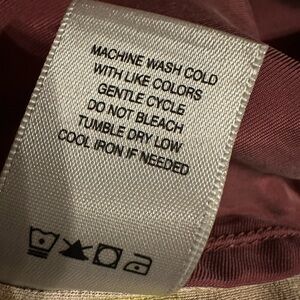 MACHINE WASH COLD
WITH LIKE COLORS
GENTLE CYCLE
DO NOT BLEACH
TUMBLE DRY LOW
COOL IRON IF NEEDED